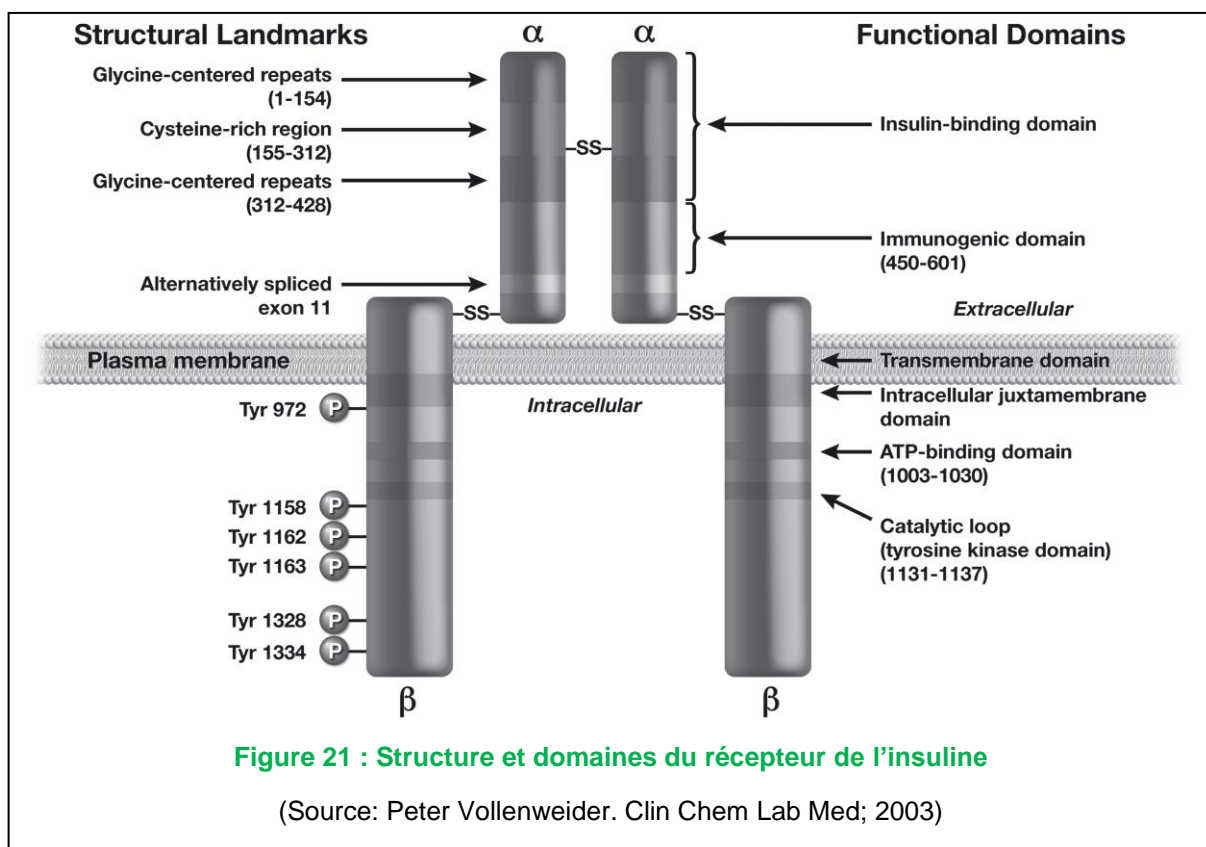 Structural Landmarks
α
α
Functional Domains
Glycine-centered repeats
(1-154)
Cysteine-rich region
(155-312)
Glycine-centered repeats
(312-428)
Alternatively spliced
exon 11
-SS-
-SS-
-SS-
Insulin-binding domain
Immunogenic domain
(450-601)
Extracellular
Plasma membrane
Intracellular
Transmembrane domain
Intracellular juxtamembrane
domain
ATP-binding domain
(1003-1030)
Catalytic loop
(tyrosine kinase domain)
(1131-1137)
Tyr 972 P
Tyr 1158 P
Tyr 1162 P
Tyr 1163 P
Tyr 1328 P
Tyr 1334 P
β
β
Figure 21 : Structure et domaines du récepteur de l’insuline
(Source: Peter Vollenweider. Clin Chem Lab Med; 2003)